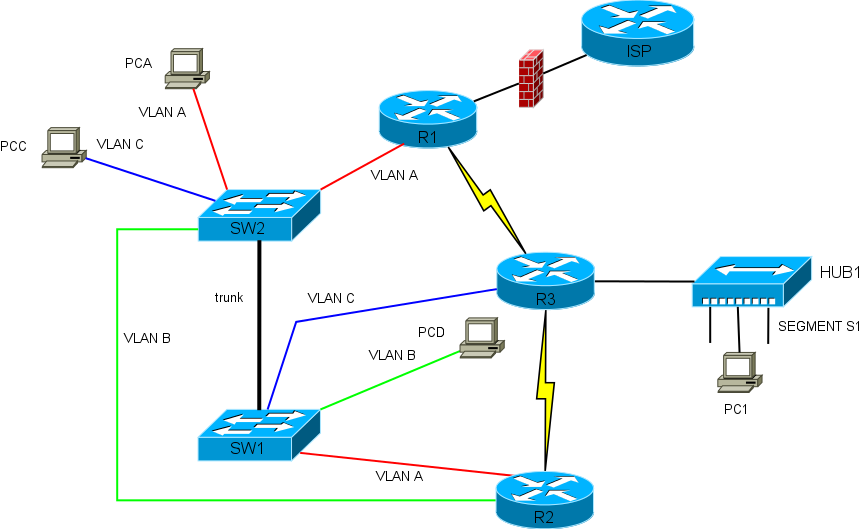 ISP
PCA
VLAN A
R1
PCC
VLAN C
VLAN A
SW2
HUB1
trunk
VLAN C
R3
SEGMENT S1
VLAN B
PCD
VLAN B
PC1
SW1
VLAN A
R2